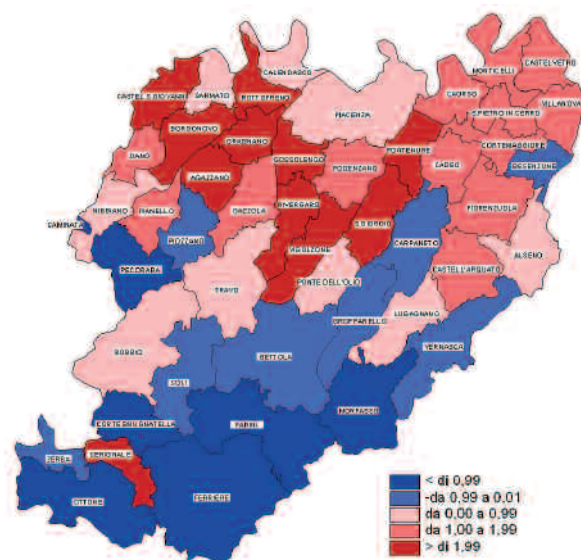 CASTELVETRO
MONTICELLI
CALENDASCO
CAORSO
VILLANOVA
CASTEL S.GIOVANNI
SARMATO
ROTTOFRENO
S.PIETRO IN CERRO
PIACENZA
BORGONOVO
GRAGNANO
PONTENURE
CORTEMAGGIORE
BESENZONE
GOSSOLENGO
PODENZANO
CADEO
AGAZZANO
NIBBIANO
PIANELLO
GAZZOLA
RIVERGARO
FIORENZUOLA
CAMINATA
PIOZZANO
S.GIORGIO
CARPANETO
ALSENO
VIGOLZONE
PECORARA
CASTELL'ARQUATO
TRAVO
PONTE DELL'OLIO
GROPPARELLO
LUGAGNANO
VERNASCA
BOBBIO
BETTOLA
COLI
MORFASSO
CORTE BRUGNATELLA
FARINI
ZERBA
OTTONE
FERRIERE
< di 0,99
-da 0,99 a 0,01
da 0,00 a 0,99
da 1,00 a 1,99
> di 1,99